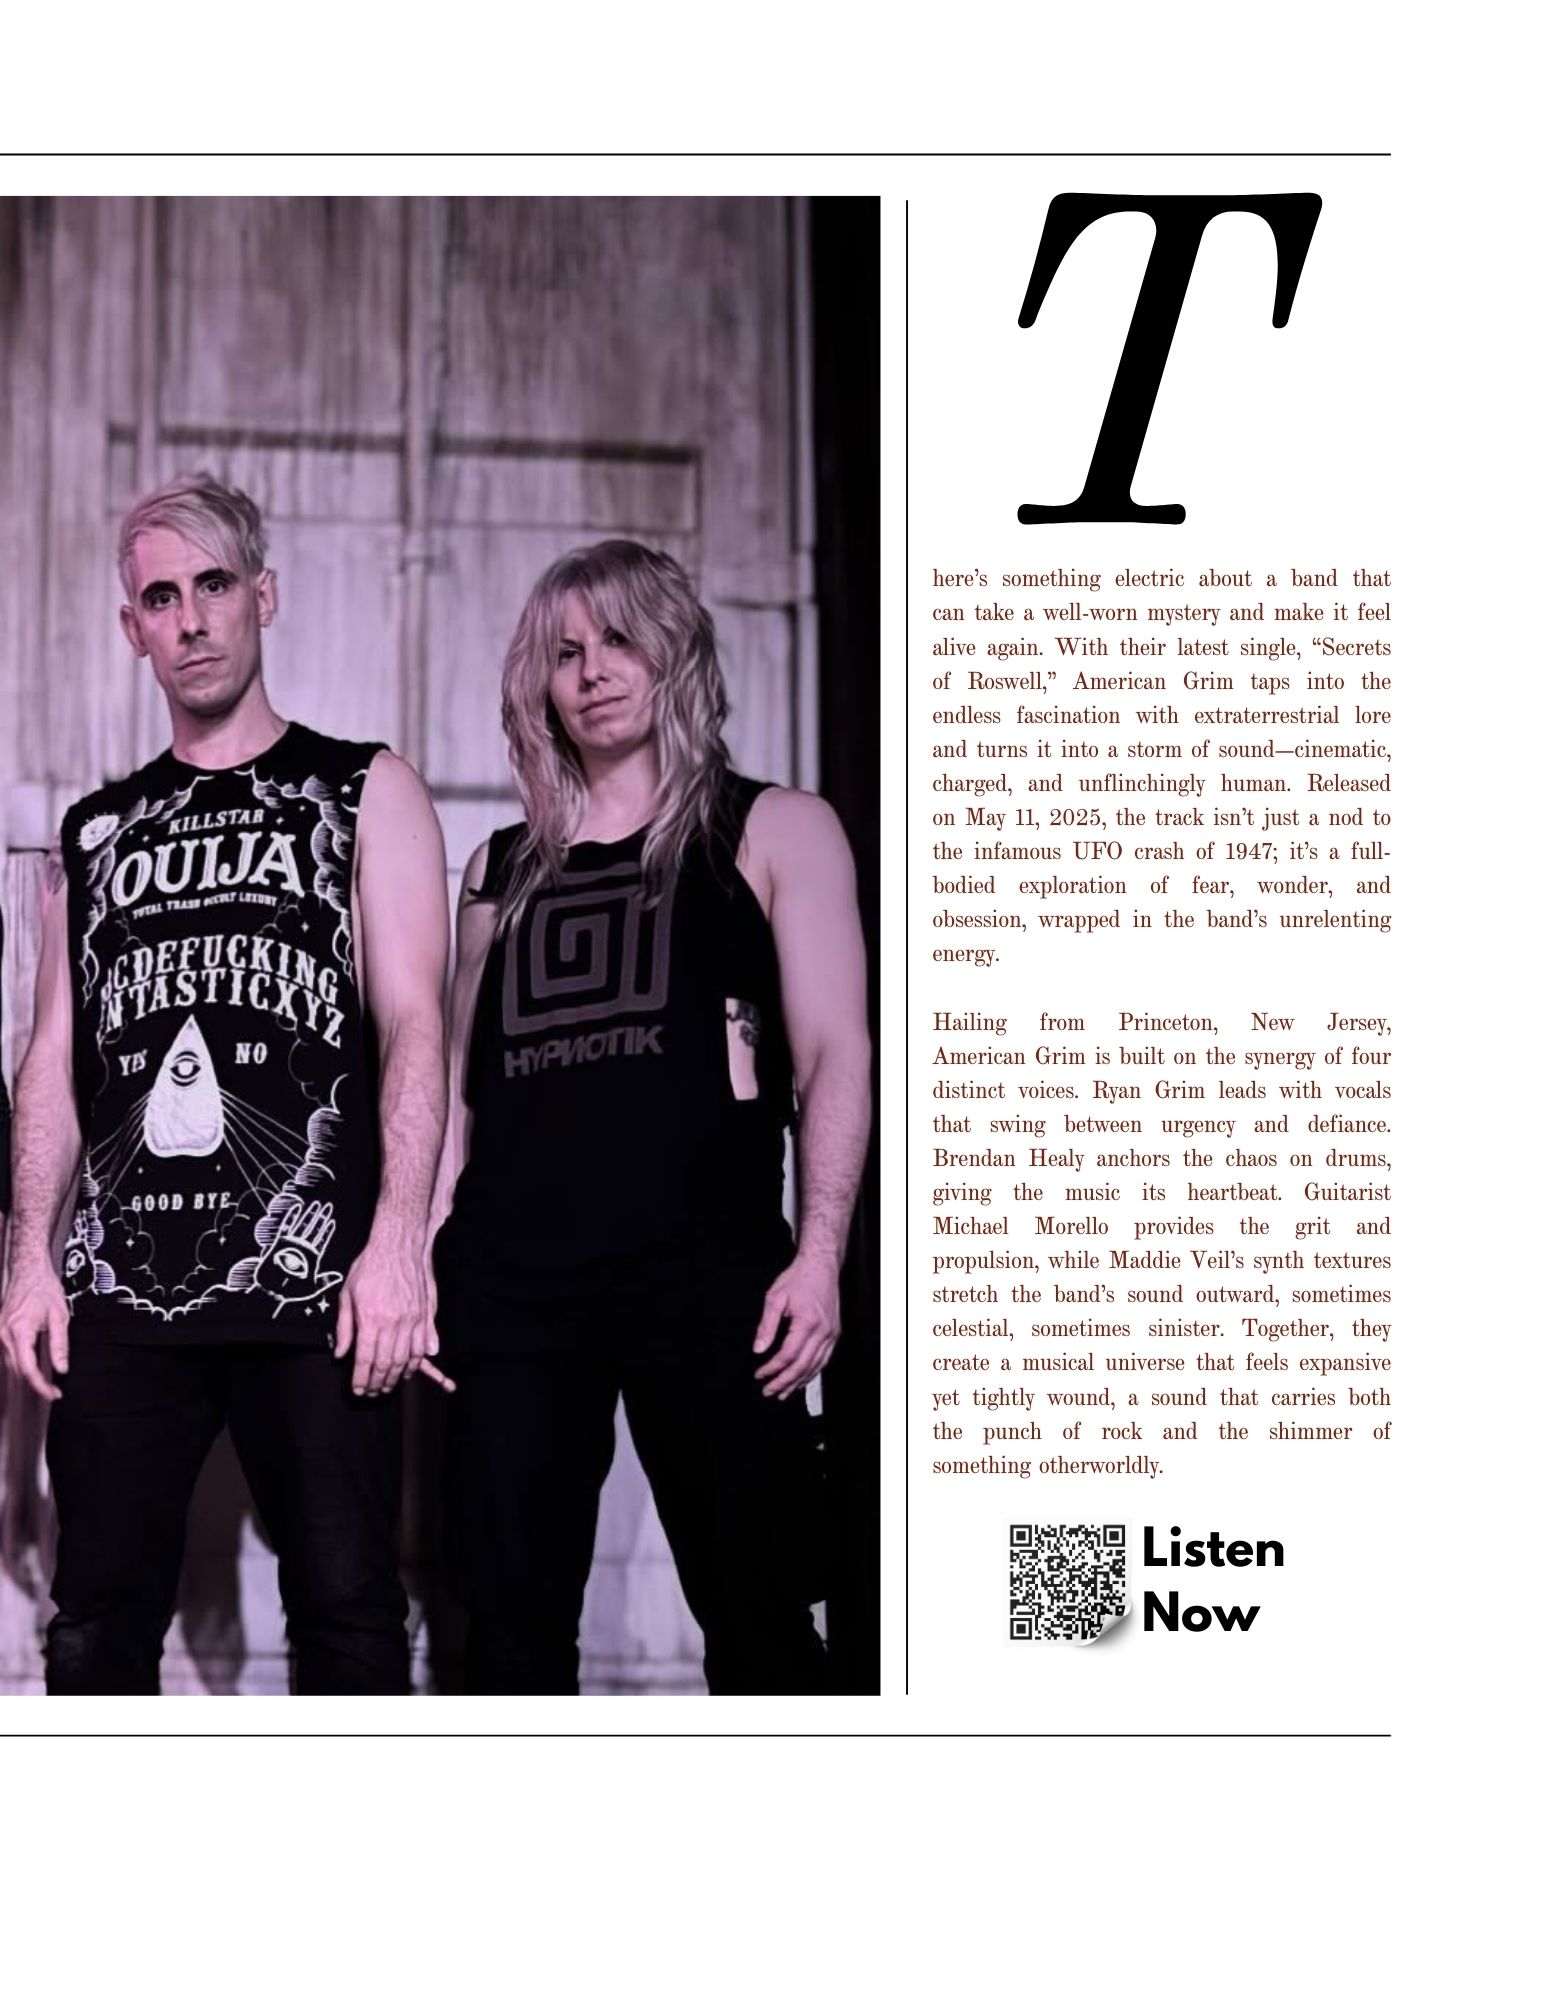 KILLSTAR
OUIJA
TOTAL TRASH OCCULT LUXURY
CDEFUCKING
NTASTICXYZ
YES NO
GOOD BYE
HYPNOTIK
T
here’s something electric about a band that
can take a well-worn mystery and make it feel
alive again. With their latest single, “Secrets
of Roswell,” American Grim taps into the
endless fascination with extraterrestrial lore
and turns it into a storm of sound—cinematic,
charged, and unflinchingly human. Released
on May 11, 2025, the track isn’t just a nod to
the infamous UFO crash of 1947; it’s a full-
bodied exploration of fear, wonder, and
obsession, wrapped in the band’s unrelenting
energy.
Hailing from Princeton, New Jersey,
American Grim is built on the synergy of four
distinct voices. Ryan Grim leads with vocals
that swing between urgency and defiance.
Brendan Healy anchors the chaos on drums,
giving the music its heartbeat. Guitarist
Michael Morello provides the grit and
propulsion, while Maddie Veil’s synth textures
stretch the band’s sound outward, sometimes
celestial, sometimes sinister. Together, they
create a musical universe that feels expansive
yet tightly wound, a sound that carries both
the punch of rock and the shimmer of
something otherworldly.
Listen
Now